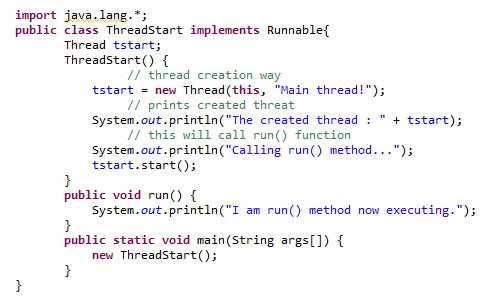 import java.lang.*;
public class ThreadStart implements Runnable{
Thread tstart;
ThreadStart() {
// thread creation way
tstart = new Thread(this, "Main thread!");
// prints created threat
System.out.println("The created thread : " + tstart);
// this will call run() function
System.out.println("Calling run() method...");
tstart.start();
}
public void run() {
System.out.println("I am run() method now executing.");
}
public static void main(String args[]) {
new ThreadStart();
}
}